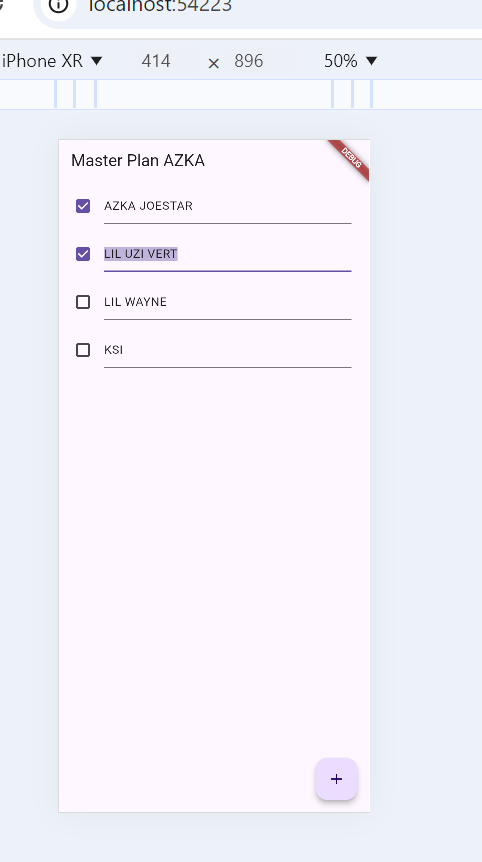 localhost:54223
iPhone XR ▼ 414 × 896 50% ▼
DEBUG
Master Plan AZKA
AZKA JOESTAR
LIL UZI VERT
LIL WAYNE
KSI
+